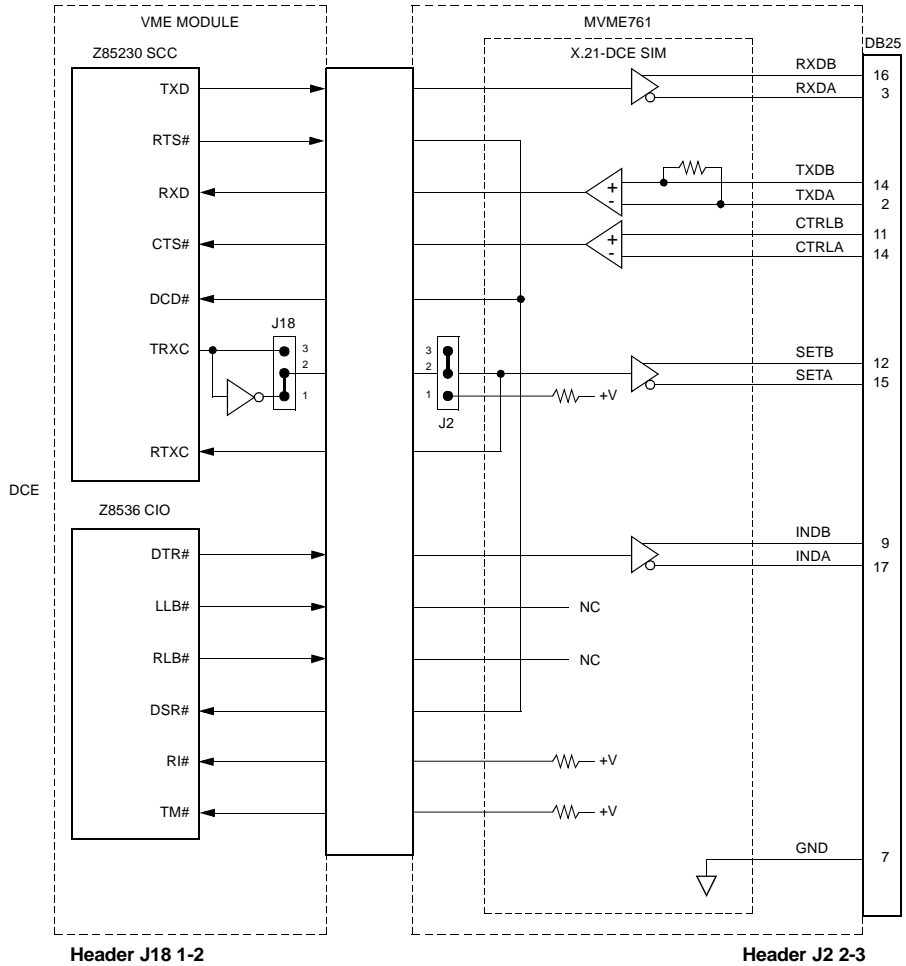 VME MODULE
MVME761
DB25
Z85230 SCC
X.21-DCE SIM
TXD
RXDB
16
RXDA
3
RTS#
TXDB
14
RXD
+
-
TXDA
2
CTRLB
11
CTS#
+
-
CTRLA
14
DCD#
J18
TRXC
3
2
1
3
2
1
J2
+V
SETB
12
SETA
15
RTXC
DCE
Z8536 CIO
DTR#
INDB
9
INDA
17
LLB#
NC
RLB#
NC
DSR#
RI#
+V
TM#
+V
GND
7
Header J18 1-2
Header J2 2-3